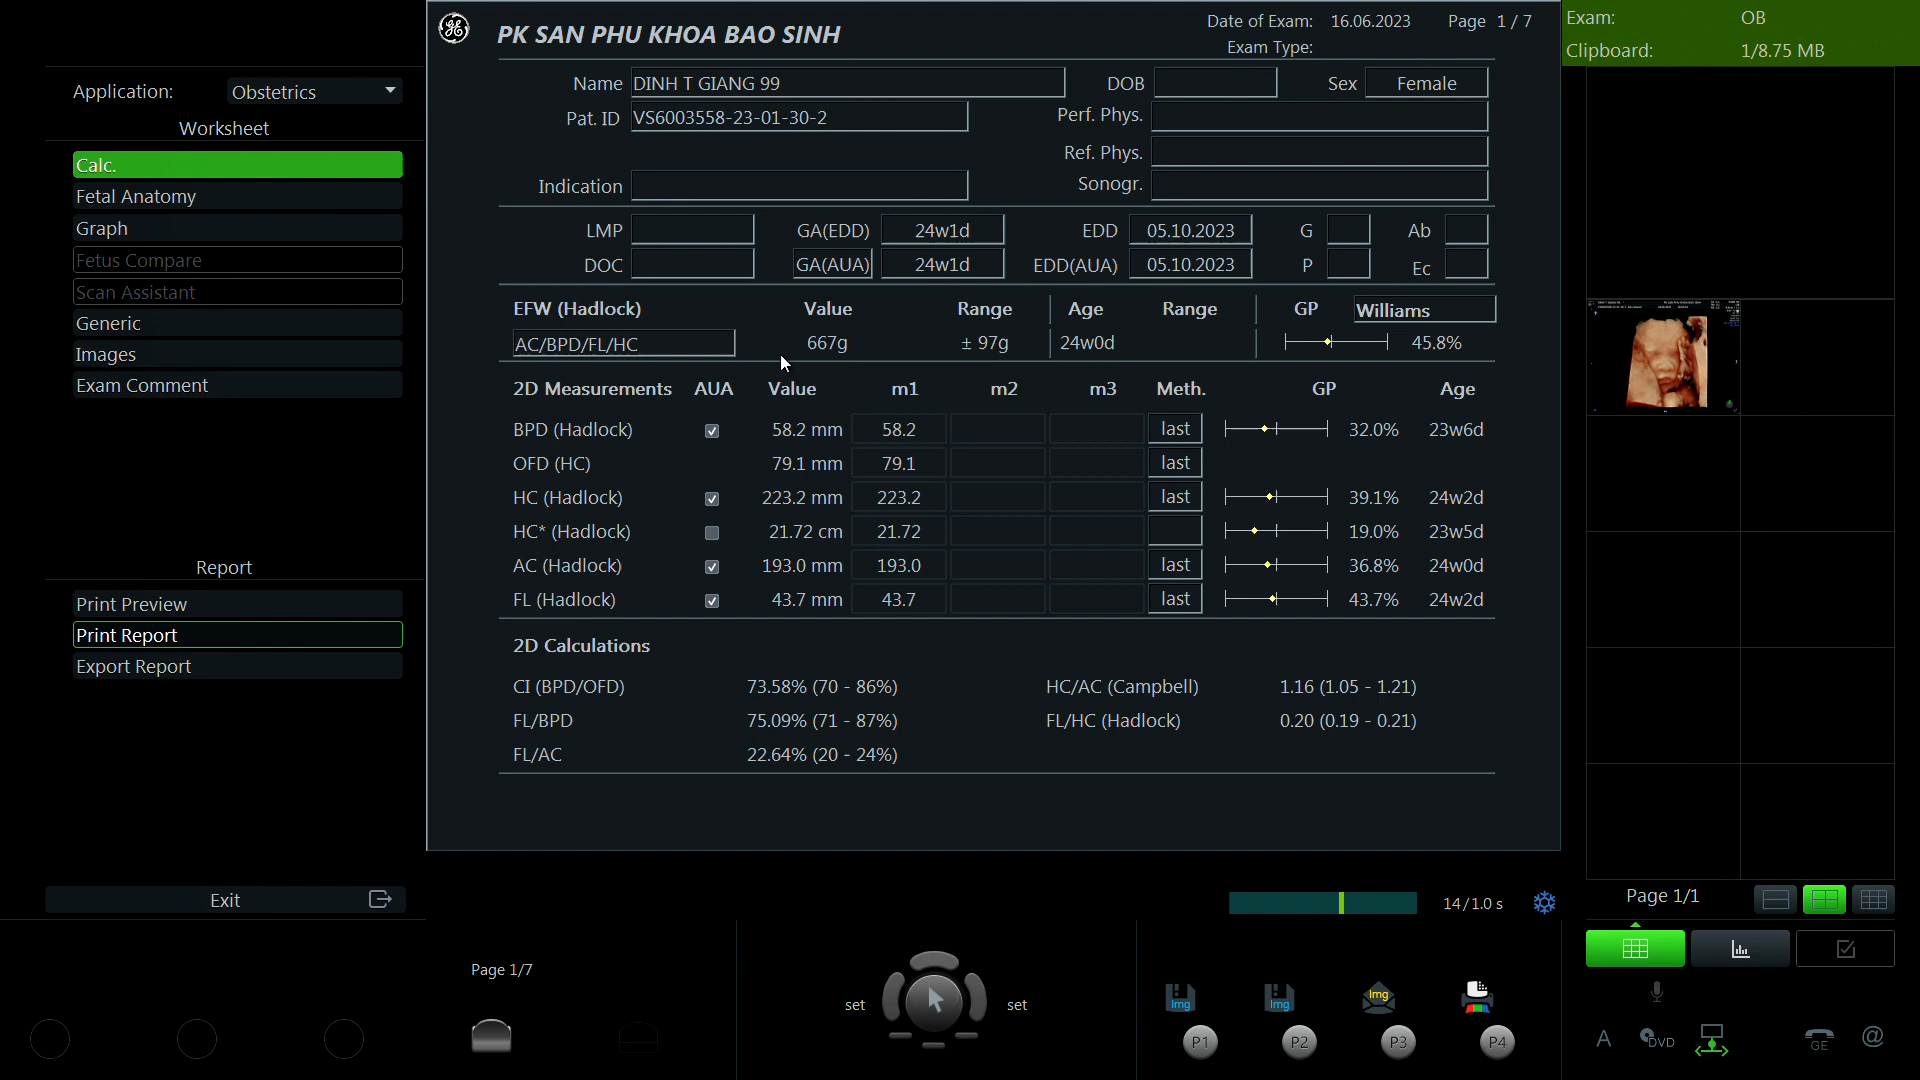 PK SAN PHU KHOA BAO SINH
Date of Exam: 16.06.2023 Page 1 / 7
Exam Type:
Exam: OB
Clipboard: 1/8.75 MB
Application: Obstetrics
Worksheet
Calc.
Fetal Anatomy
Graph
Fetus Compare
Scan Assistant
Generic
Images
Exam Comment
Report
Print Preview
Print Report
Export Report
Exit
Name DINH T GIANG 99 DOB Sex Female
Pat. ID VS6003558-23-01-30-2 Perf. Phys.
Ref. Phys.
Indication Sonogr.
LMP GA(EDD) 24w1d EDD 05.10.2023 G Ab
DOC GA(AUA) 24w1d EDD(AUA) 05.10.2023 P Ec
EFW (Hadlock) Value Range Age Range GP Williams
AC/BPD/FL/HC 667g ± 97g 24w0d 45.8%
2D Measurements AUA Value m1 m2 m3 Meth. GP Age
BPD (Hadlock) 58.2 mm 58.2 last 32.0% 23w6d
OFD (HC) 79.1 mm 79.1 last
HC (Hadlock) 223.2 mm 223.2 last 39.1% 24w2d
HC* (Hadlock) 21.72 cm 21.72 19.0% 23w5d
AC (Hadlock) 193.0 mm 193.0 last 36.8% 24w0d
FL (Hadlock) 43.7 mm 43.7 last 43.7% 24w2d
2D Calculations
CI (BPD/OFD) 73.58% (70 - 86%) HC/AC (Campbell) 1.16 (1.05 - 1.21)
FL/BPD 75.09% (71 - 87%) FL/HC (Hadlock) 0.20 (0.19 - 0.21)
FL/AC 22.64% (20 - 24%)
14/1.0 s
Page 1/1
Page 1/7
set set
Img Img Img
P1 P2 P3 P4
A DVD GE @